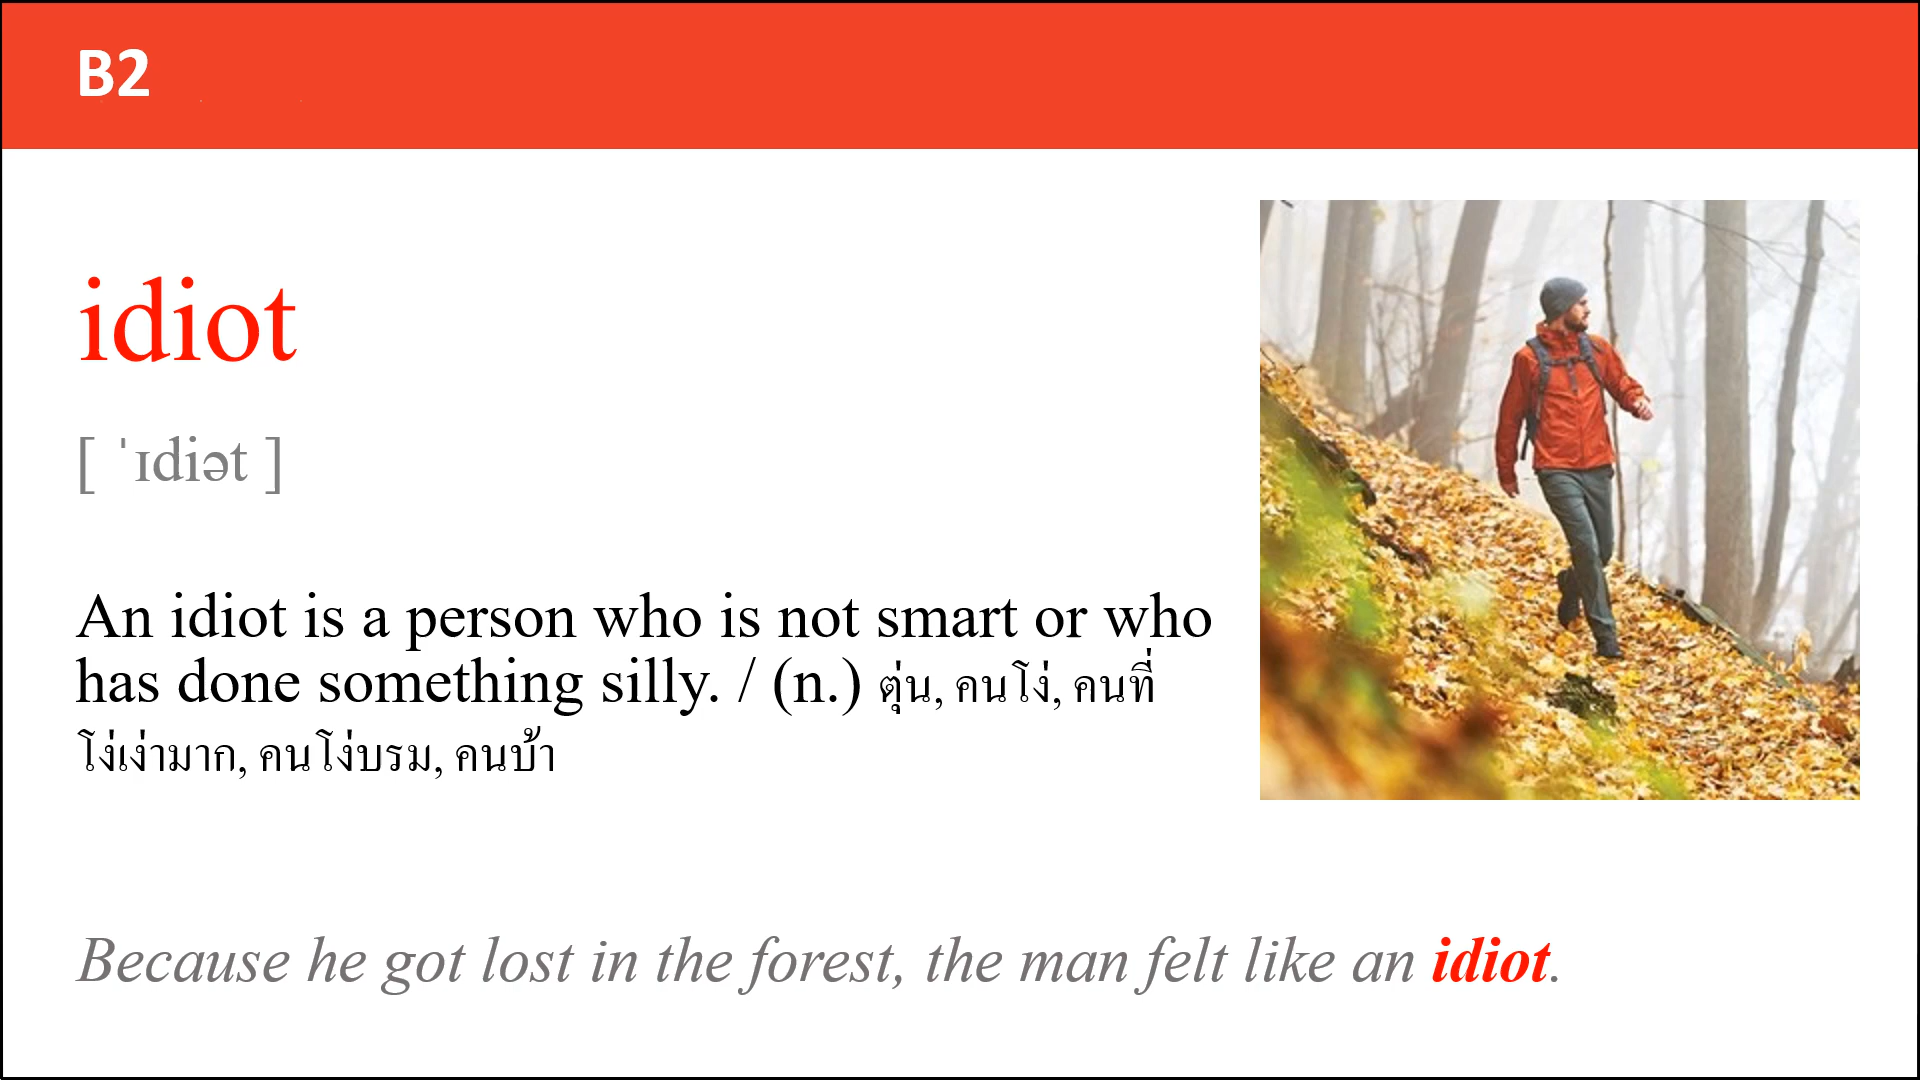 B2
idiot
[ ˈɪdiət ]
An idiot is a person who is not smart or who
has done something silly. / (n.) ตุ่น, คนโง่, คนที่
โง่เง่ามาก, คนโง่บรม, คนบ้า
Because he got lost in the forest, the man felt like an idiot.